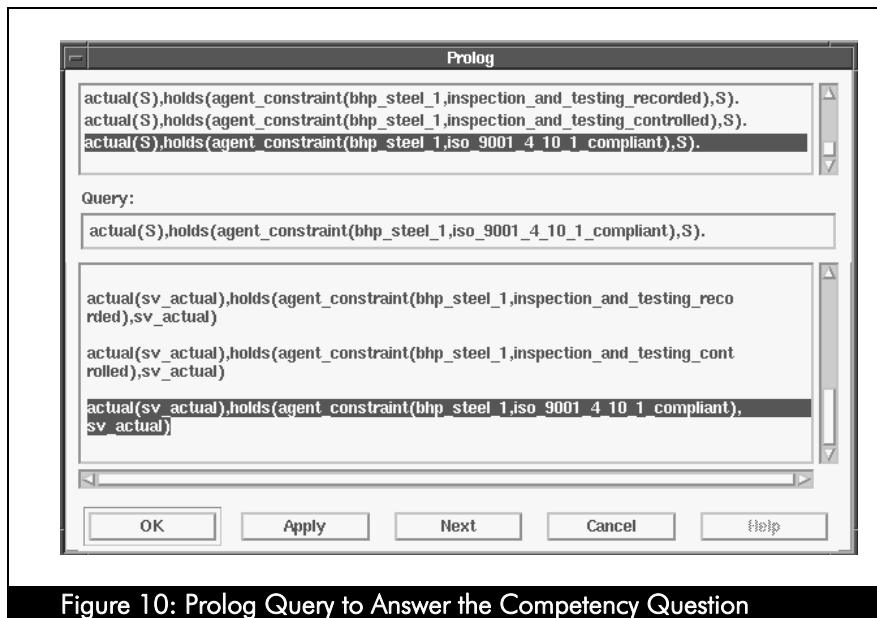 Prolog
actual(S),holds(agent_constraint(bhp_steel_1,inspection_and_testing_recorded),S).
actual(S),holds(agent_constraint(bhp_steel_1,inspection_and_testing_controlled),S).
actual(S),holds(agent_constraint(bhp_steel_1,iso_9001_4_10_1_compliant),S).
Query:
actual(S),holds(agent_constraint(bhp_steel_1,iso_9001_4_10_1_compliant),S).
actual(sv_actual),holds(agent_constraint(bhp_steel_1,inspection_and_testing_reco
rded),sv_actual)
actual(sv_actual),holds(agent_constraint(bhp_steel_1,inspection_and_testing_cont
rolled),sv_actual)
actual(sv_actual),holds(agent_constraint(bhp_steel_1,iso_9001_4_10_1_compliant),
sv_actual)
OK Apply Next Cancel Help
Figure 10: Prolog Query to Answer the Competency Question